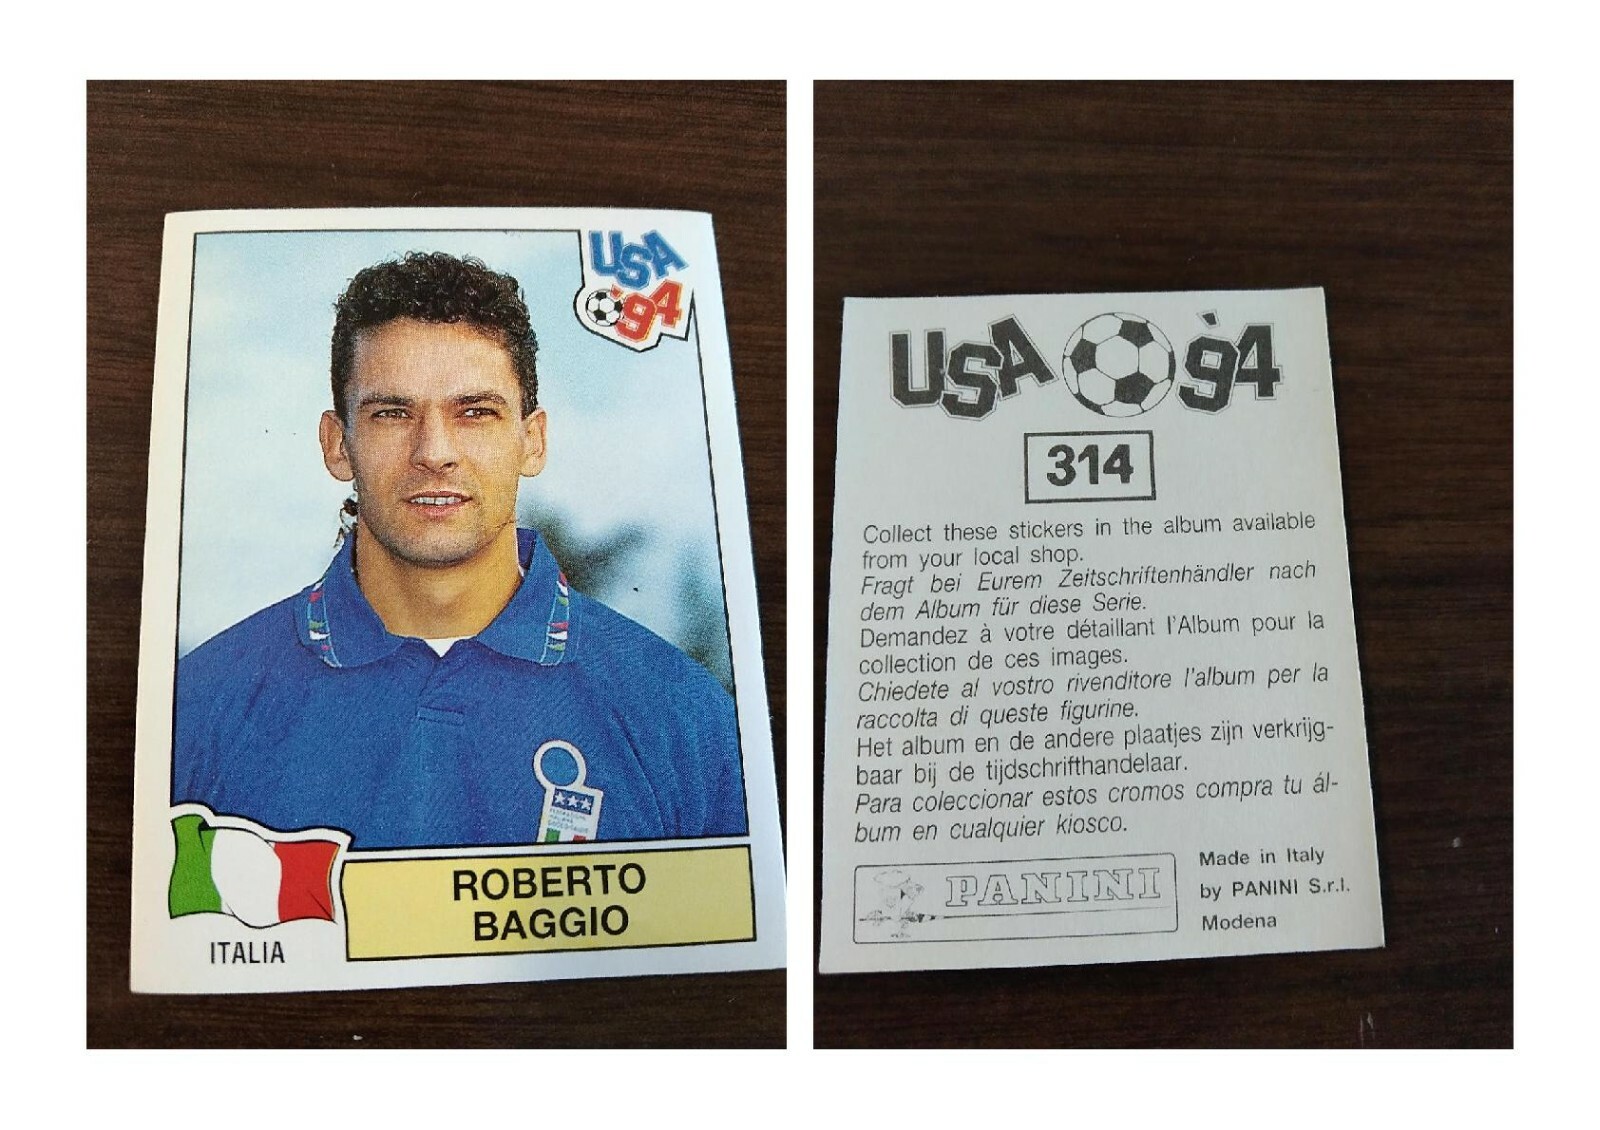 USA
'94
ROBERTO
BAGGIO
ITALIA
USA '94
314
Collect these stickers in the album available
from your local shop.
Fragt bei Eurem Zeitschriftenhändler nach
dem Album für diese Serie.
Demandez à votre détaillant l'Album pour la
collection de ces images.
Chiedete al vostro rivenditore l'album per la
raccolta di queste figurine.
Het album en de andere plaatjes zijn verkrijg-
baar bij de tijdschrifthandelaar.
Para coleccionar estos cromos compra tu ál-
bum en cualquier kiosco.
PANINI
Made in Italy
by PANINI S.r.l.
Modena